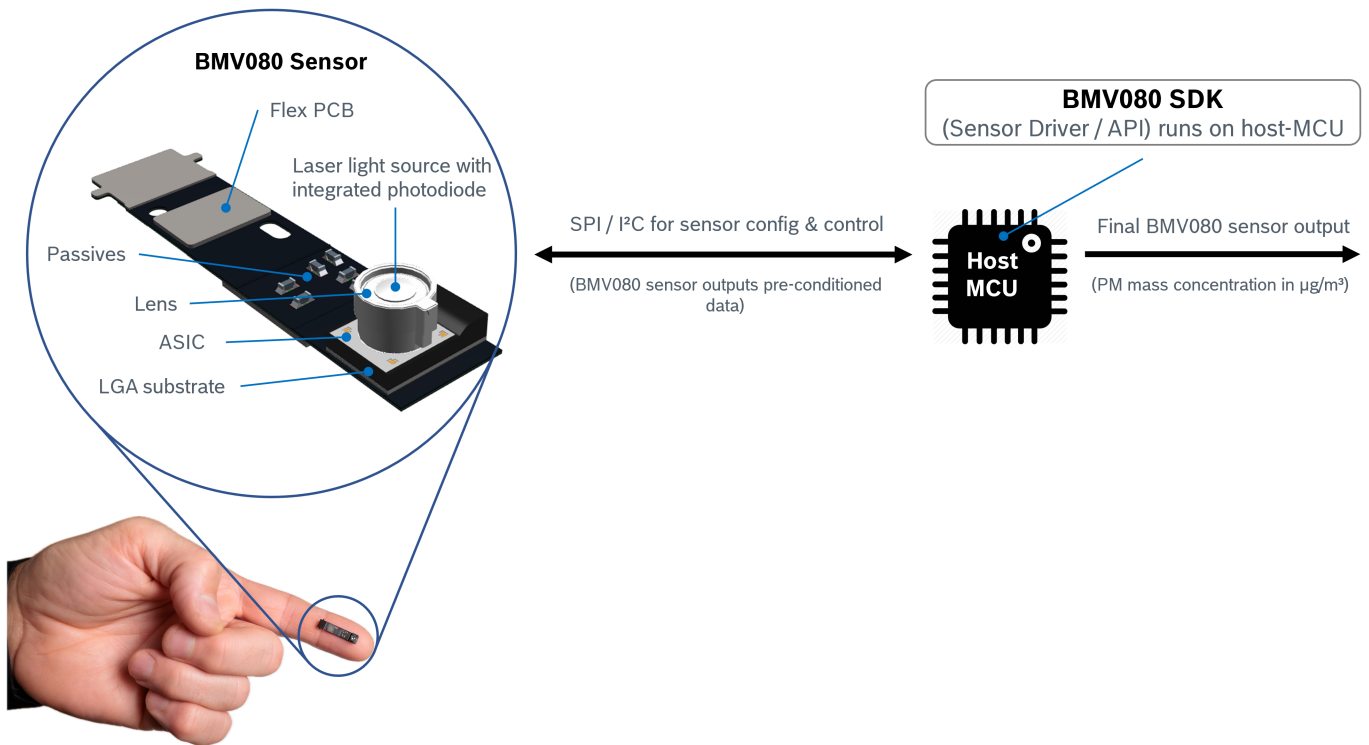 BMV080 Sensor
Flex PCB
Laser light source with
integrated photodiode
Passives
Lens
ASIC
LGA substrate
SPI / I²C for sensor config & control
(BMV080 sensor outputs pre-conditioned
data)
BMV080 SDK
(Sensor Driver / API) runs on host-MCU
Host
MCU
Final BMV080 sensor output
(PM mass concentration in µg/m³)